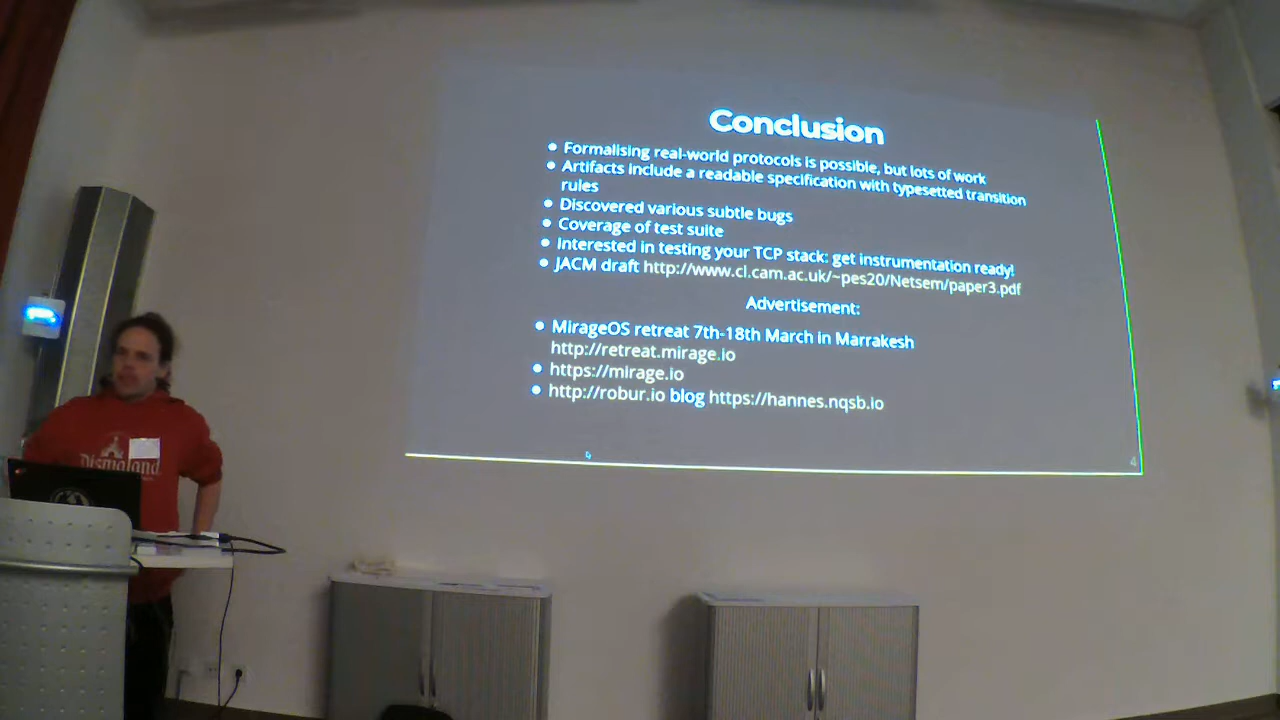 Conclusion
Formalising real-world protocols is possible, but lots of work
Artifacts include a readable specification with typesetted transition
rules
Discovered various subtle bugs
Coverage of test suite
Interested in testing your TCP stack: get instrumentation ready!
JACM draft http://www.cl.cam.ac.uk/~pes20/Netsem/paper3.pdf
Advertisement:
MirageOS retreat 7th-18th March in Marrakesh
http://retreat.mirage.io
https://mirage.io
http://robur.io blog https://hannes.nqsb.io
4
Dismaland